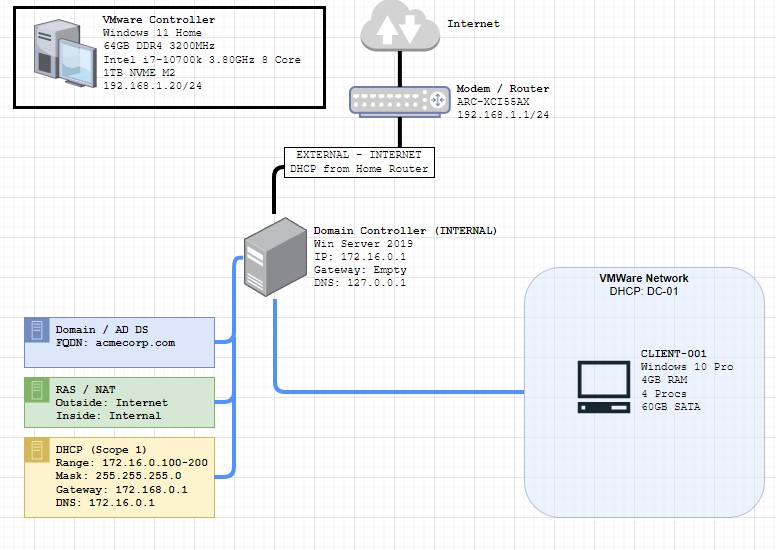 VMware Controller
Windows 11 Home
64GB DDR4 3200MHz
Intel i7-10700k 3.80GHz 8 Core
1TB NVME M2
192.168.1.20/24
Internet
Modem / Router
ARC-XCI55AX
192.168.1.1/24
EXTERNAL - INTERNET
DHCP from Home Router
Domain Controller (INTERNAL)
Win Server 2019
IP: 172.16.0.1
Gateway: Empty
DNS: 127.0.0.1
VMWare Network
DHCP: DC-01
CLIENT-001
Windows 10 Pro
4GB RAM
4 Procs
60GB SATA
Domain / AD DS
FQDN: acmecorp.com
RAS / NAT
Outside: Internet
Inside: Internal
DHCP (Scope 1)
Range: 172.16.0.100-200
Mask: 255.255.255.0
Gateway: 172.168.0.1
DNS: 172.16.0.1